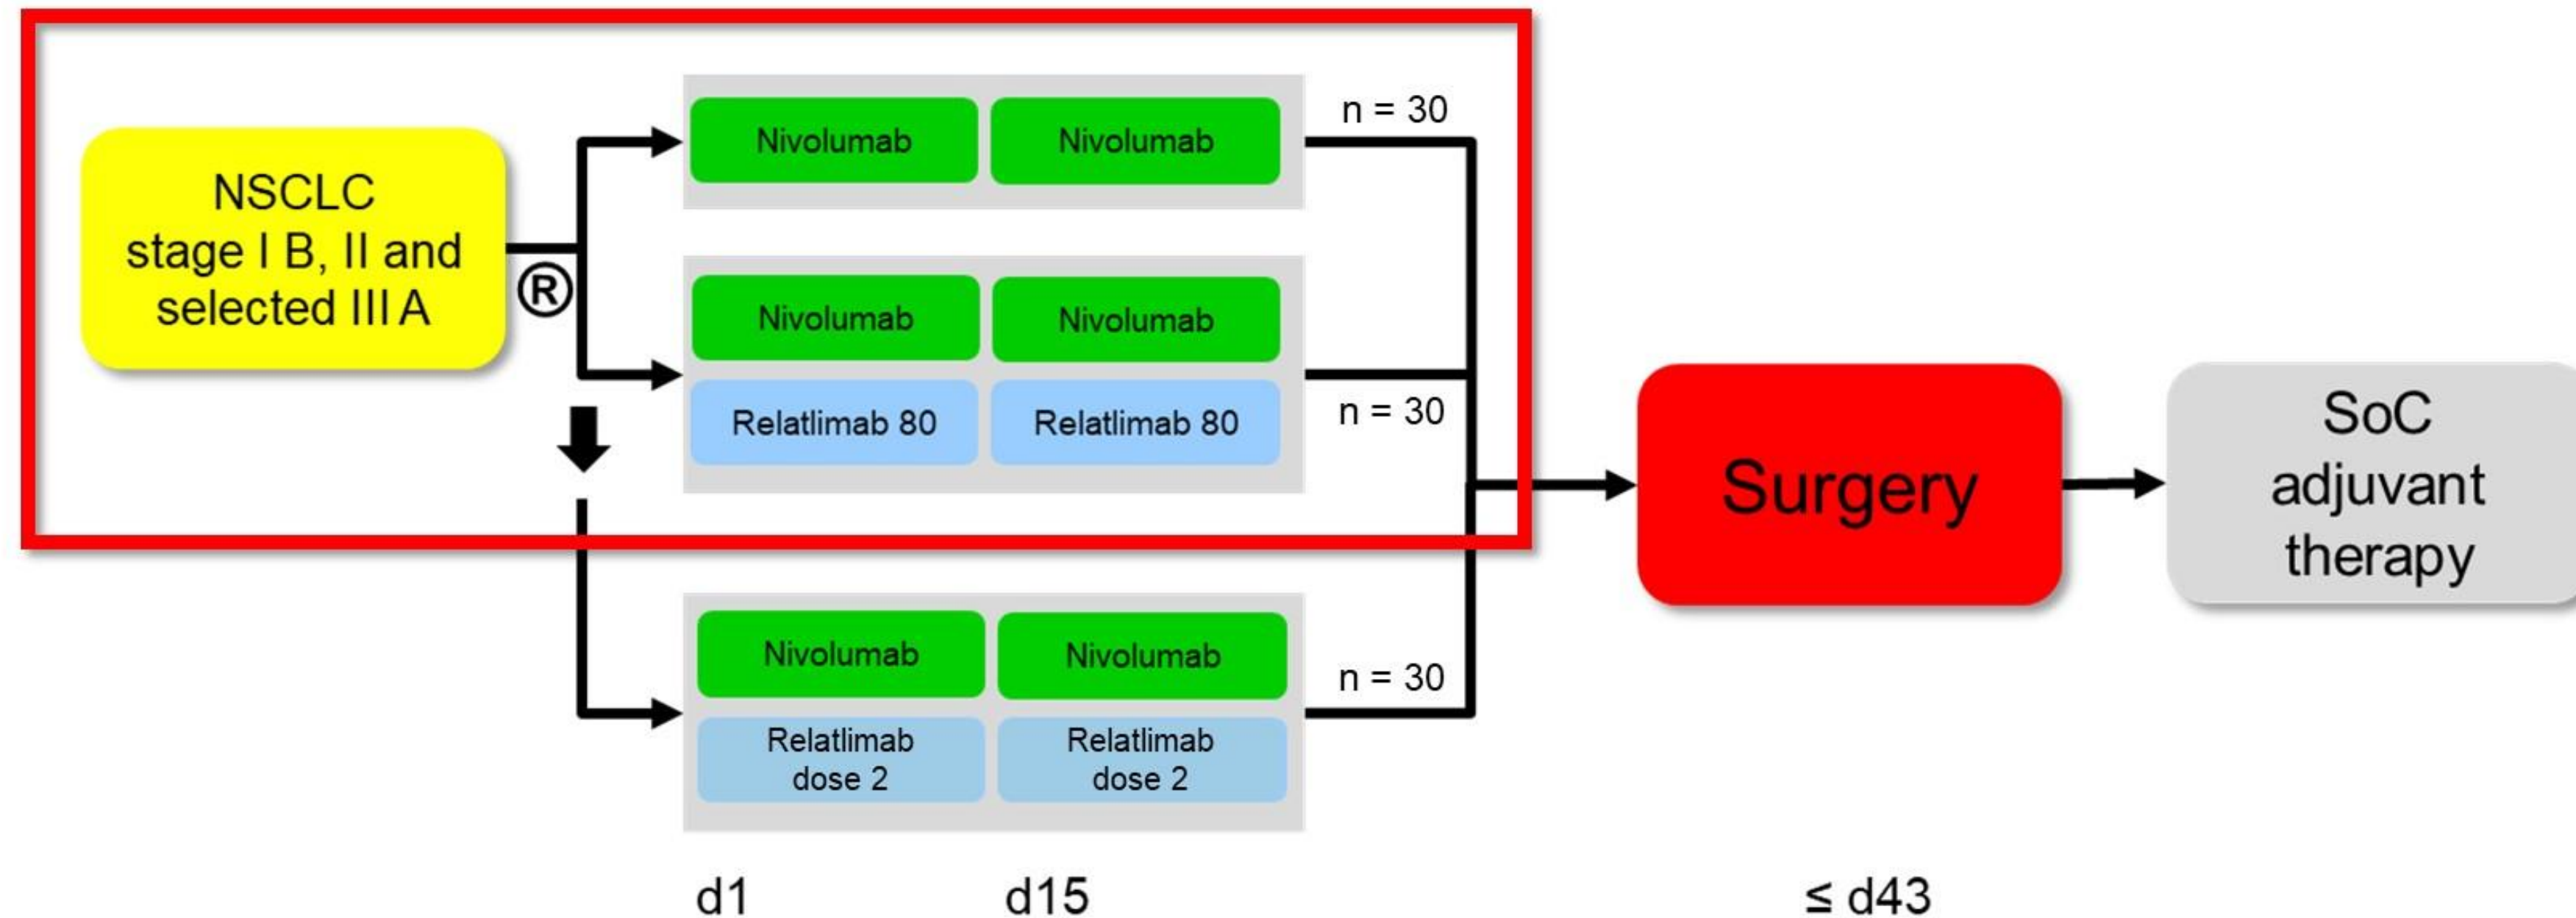 NSCLC
stage I B, II and
selected III A
®
Nivolumab Nivolumab
n = 30
Nivolumab Nivolumab
Relatlimab 80 Relatlimab 80
n = 30
Nivolumab Nivolumab
Relatlimab
dose 2
Relatlimab
dose 2
n = 30
Surgery
SoC
adjuvant
therapy
d1 d15 ≤ d43